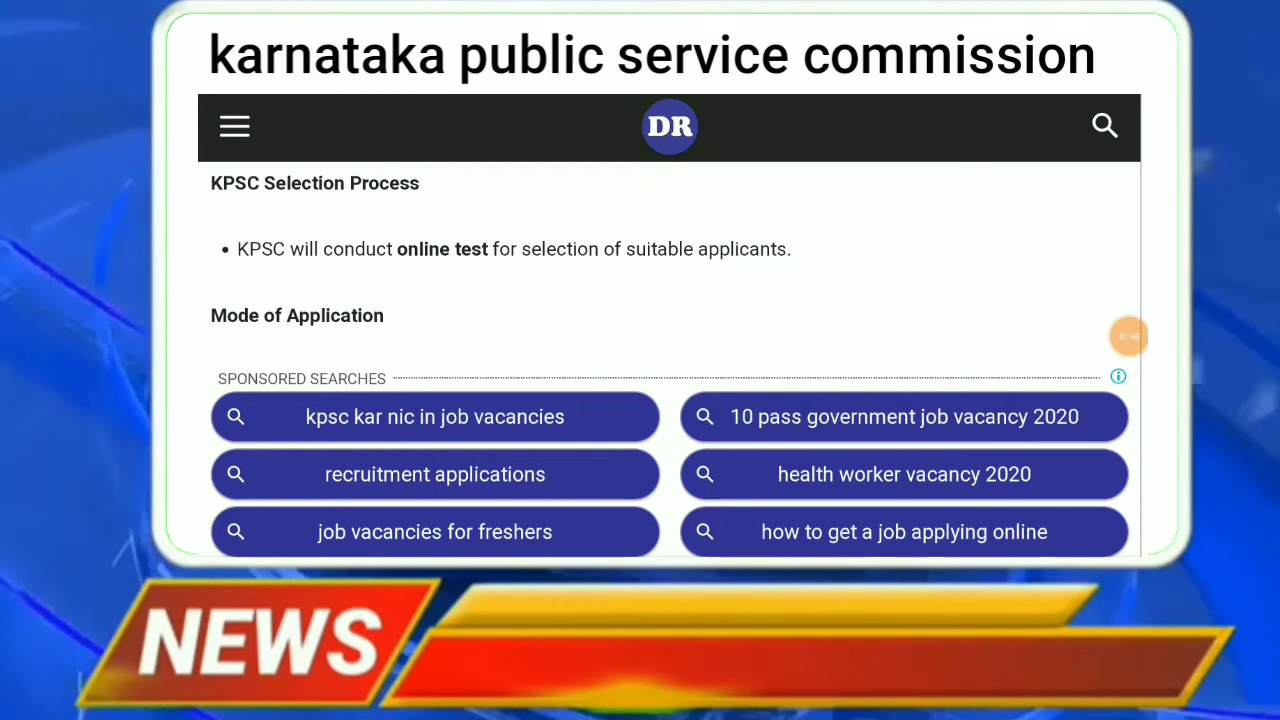 karnataka public service commission
DR
KPSC Selection Process
• KPSC will conduct online test for selection of suitable applicants.
Mode of Application
01:48
SPONSORED SEARCHES
kpsc kar nic in job vacancies
10 pass government job vacancy 2020
recruitment applications
health worker vacancy 2020
job vacancies for freshers
how to get a job applying online
NEWS